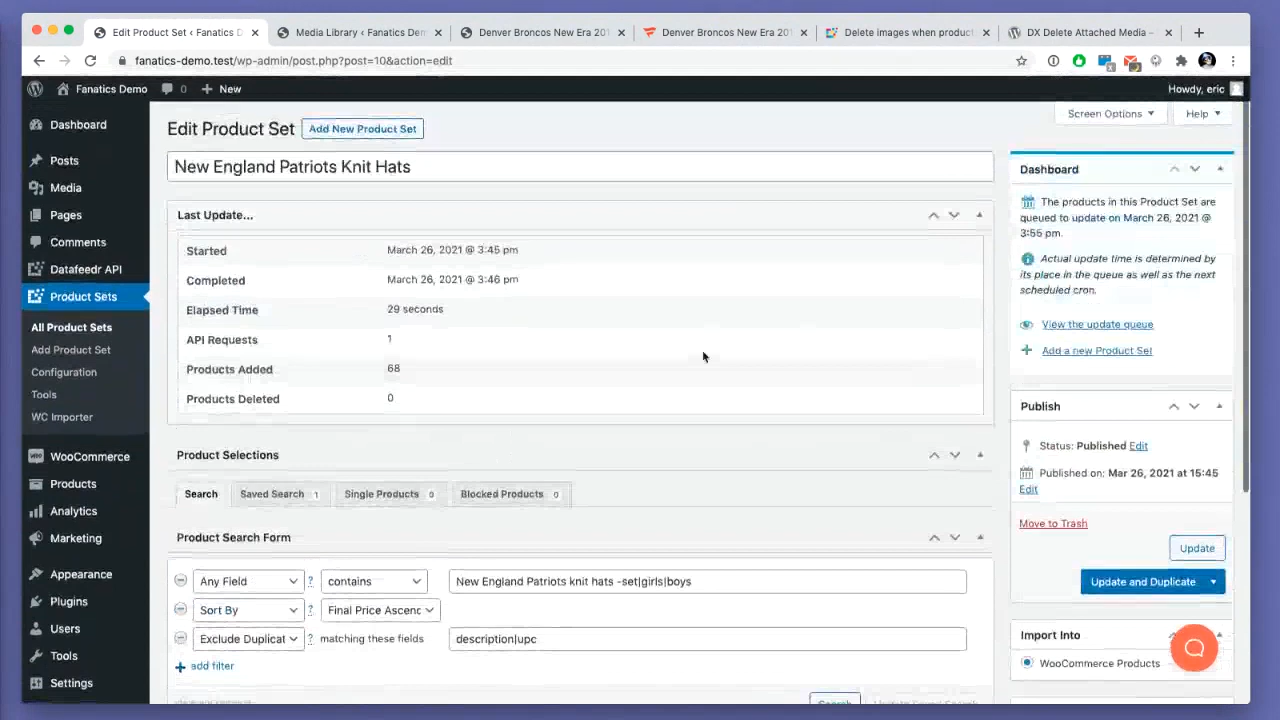 Edit Product Set ‹ Fanatics D
Media Library ‹ Fanatics Dem
Denver Broncos New Era 201
Denver Broncos New Era 201
Delete images when product
DX Delete Attached Media –
fanatics-demo.test/wp-admin/post.php?post=10&action=edit
Fanatics Demo
0
New
Howdy, eric
Dashboard
Posts
Media
Pages
Comments
Datafeedr API
Product Sets
All Product Sets
Add Product Set
Configuration
Tools
WC Importer
WooCommerce
Products
Analytics
Marketing
Appearance
Plugins
Users
Tools
Settings
Screen Options
Help
Edit Product Set
Add New Product Set
New England Patriots Knit Hats
Last Update...
Started March 26, 2021 @ 3:45 pm
Completed March 26, 2021 @ 3:46 pm
Elapsed Time 29 seconds
API Requests 1
Products Added 68
Products Deleted 0
Product Selections
Search
Saved Search 1
Single Products 0
Blocked Products 0
Product Search Form
Any Field ? contains New England Patriots knit hats -set|girls|boys
Sort By ? Final Price Ascenc
Exclude Duplicat ? matching these fields description|upc
add filter
Search
Update Saved Search
Dashboard
The products in this Product Set are
queued to update on March 26, 2021 @
3:55 pm.
Actual update time is determined by
its place in the queue as well as the next
scheduled cron.
View the update queue
Add a new Product Set
Publish
Status: Published Edit
Published on: Mar 26, 2021 at 15:45
Edit
Move to Trash
Update
Update and Duplicate
Import Into
WooCommerce Products